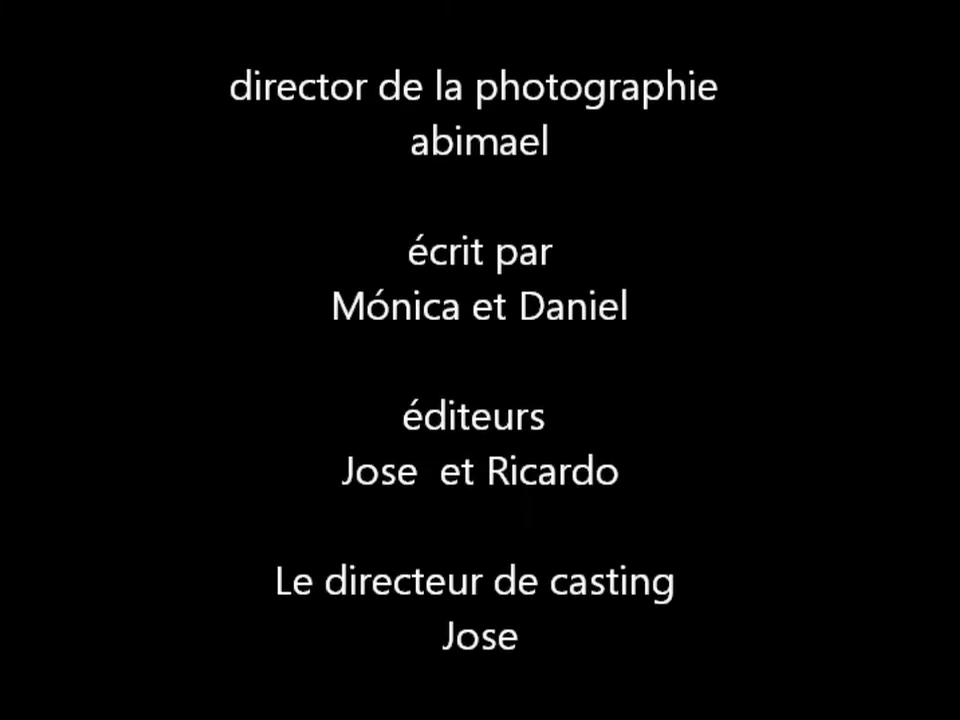 director de la photographie
abimael
écrit par
Mónica et Daniel
éditeurs
Jose  et Ricardo
Le directeur de casting
Jose